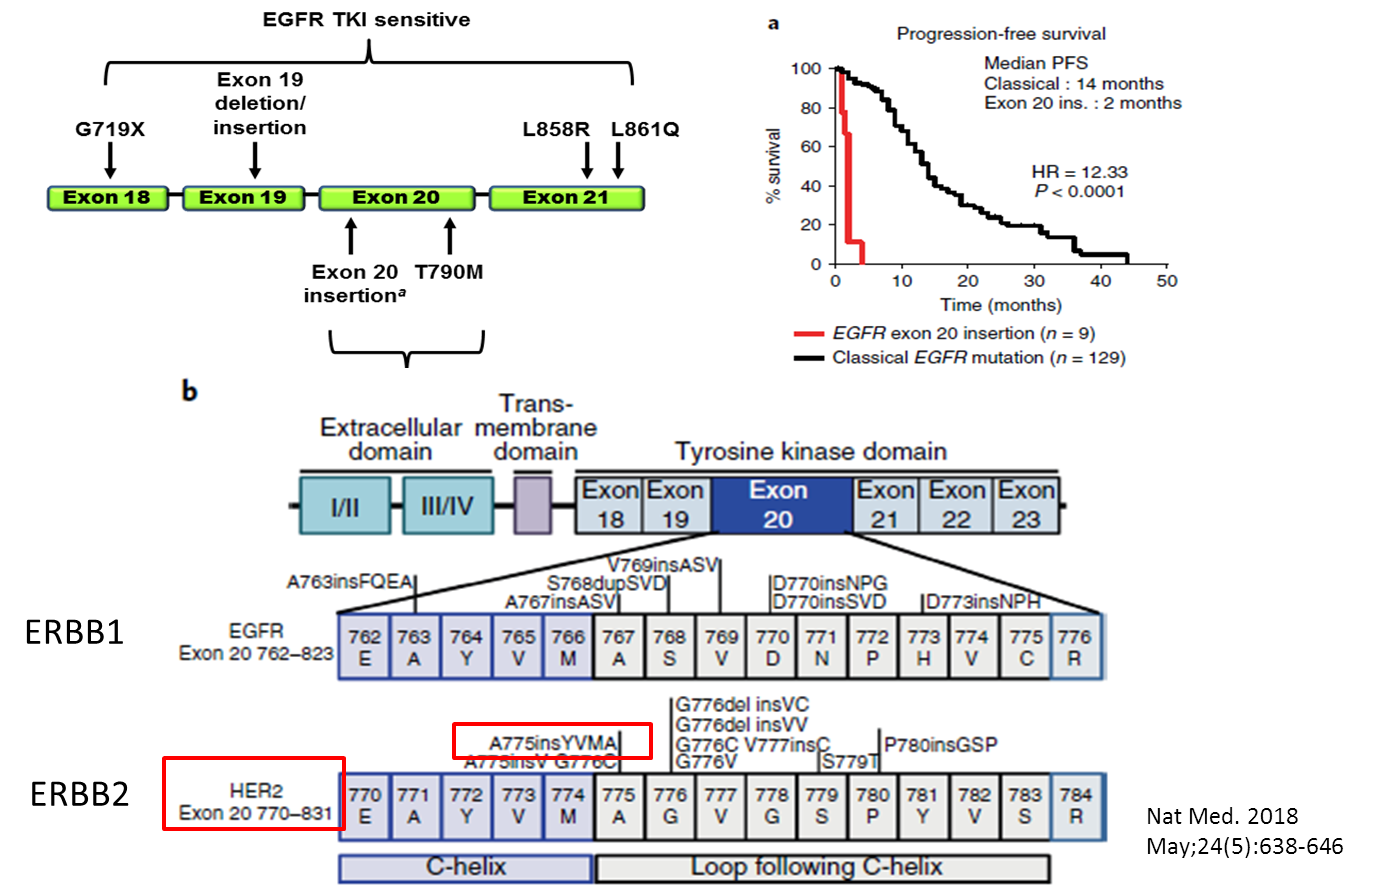 EGFR TKI sensitive
Exon 19
deletion/
insertion
G719X
L858R
L861Q
Exon 18
Exon 19
Exon 20
Exon 21
Exon 20
insertionᵃ
T790M
a
Progression-free survival
Median PFS
Classical : 14 months
Exon 20 ins. : 2 months
HR = 12.33
P < 0.0001
% survival
100
80
60
40
20
0
0
10
20
30
40
50
Time (months)
EGFR exon 20 insertion (n = 9)
Classical EGFR mutation (n = 129)
b
Extracellular
domain
Trans-
membrane
domain
Tyrosine kinase domain
I/II
III/IV
Exon
18
Exon
19
Exon
20
Exon
21
Exon
22
Exon
23
A763insFQEA
A767insASV
S768dupSVD
V769insASV
D770insNPG
D770insSVD
D773insNPH
ERBB1
EGFR
Exon 20 762–823
762 763 764 765 766 767 768 769 770 771 772 773 774 775 776
E A Y V M A S V D N P H V C R
A775insYVMA
A775insV G776C
G776del insVC
G776del insVV
G776C V777insC
G776V
S779T
P780insGSP
ERBB2
HER2
Exon 20 770–831
770 771 772 773 774 775 776 777 778 779 780 781 782 783 784
E A Y V M A G V G S P Y V S R
C-helix
Loop following C-helix
Nat Med. 2018
May;24(5):638-646